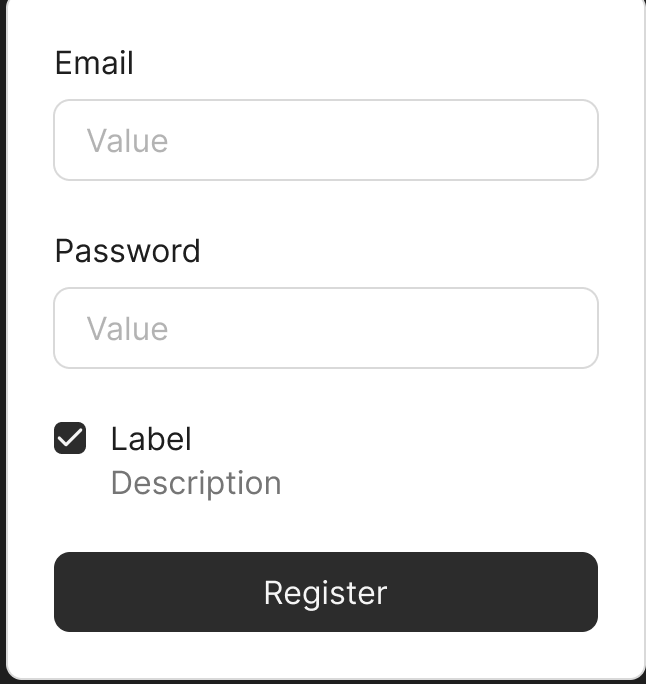 Email
Value
Password
Value
Label
Description
Register